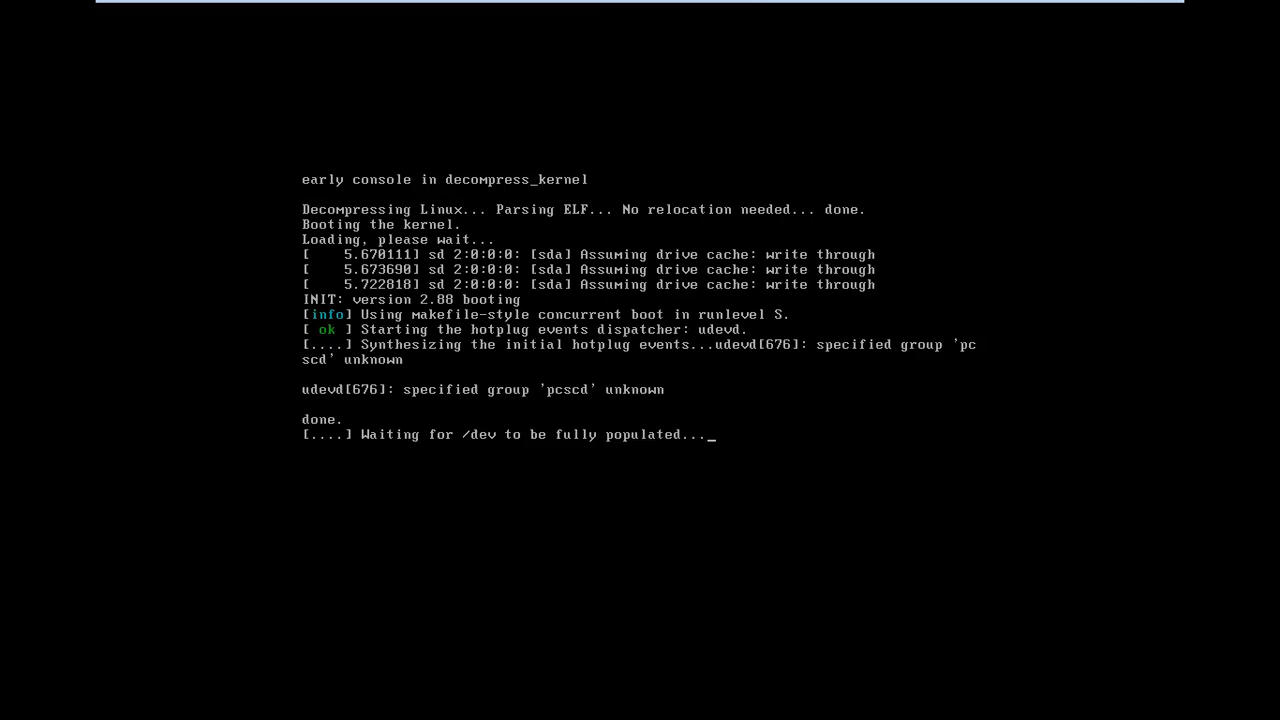 early console in decompress_kernel
Decompressing Linux... Parsing ELF... No relocation needed... done.
Booting the kernel.
Loading, please wait...
[    5.670111] sd 2:0:0:0: [sda] Assuming drive cache: write through
[    5.673690] sd 2:0:0:0: [sda] Assuming drive cache: write through
[    5.722818] sd 2:0:0:0: [sda] Assuming drive cache: write through
INIT: version 2.88 booting
[info] Using makefile-style concurrent boot in runlevel S.
[ ok ] Starting the hotplug events dispatcher: udevd.
[....] Synthesizing the initial hotplug events...udevd[676]: specified group 'pc
scd' unknown
udevd[676]: specified group 'pcscd' unknown
done.
[....] Waiting for /dev to be fully populated..._